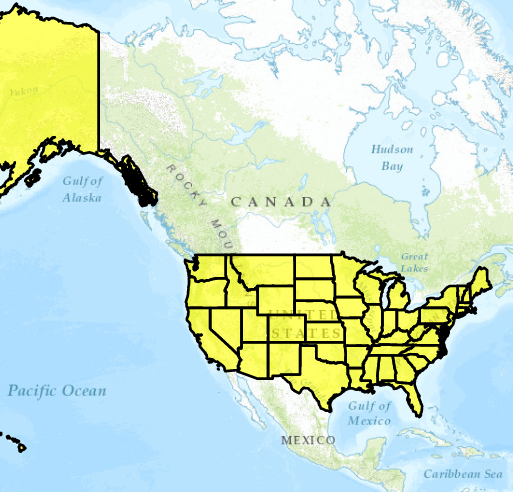 Yukon
Gulf of
Alaska
ROCKY MOU
Hudson
Bay
CANADA
Great
Lakes
UNITED
STATES
Pacific Ocean
Gulf of
Mexico
MEXICO
Caribbean Sea